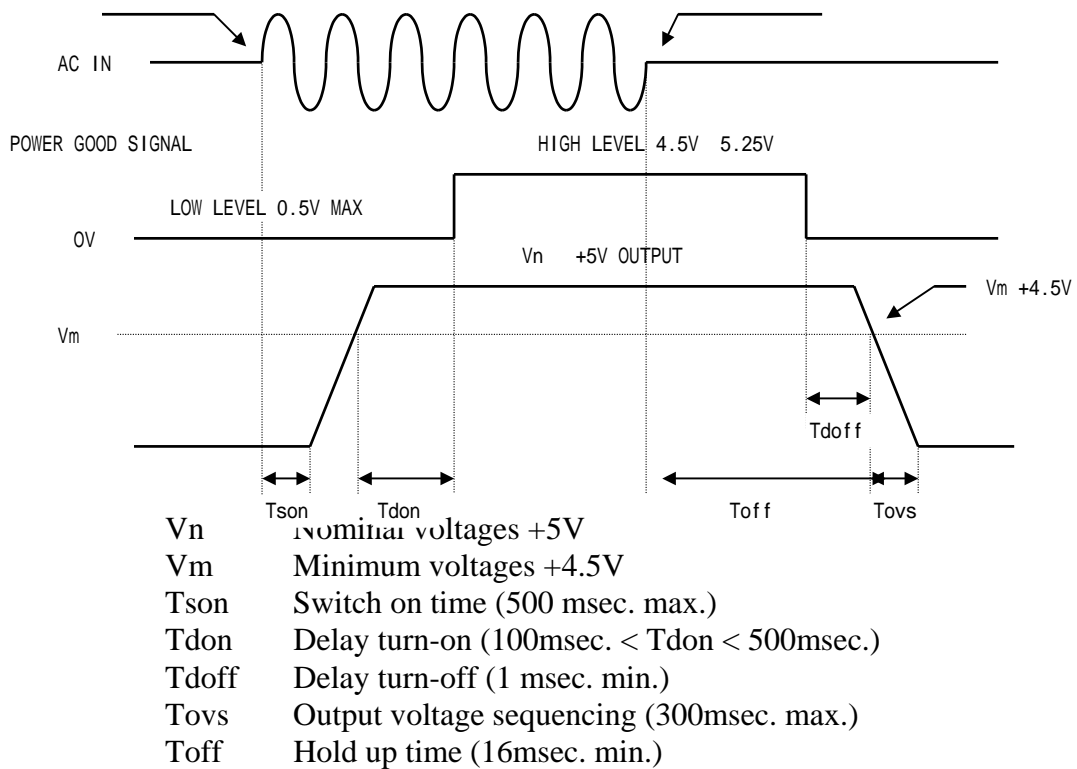 AC IN
POWER GOOD SIGNAL
HIGH LEVEL 4.5V 5.25V
LOW LEVEL 0.5V MAX
0V
Vn +5V OUTPUT
Vm +4.5V
Vm
Tdoff
Tson Tdon Toff Tovs
Vn Nominal voltages +5V
Vm Minimum voltages +4.5V
Tson Switch on time (500 msec. max.)
Tdon Delay turn-on (100msec. < Tdon < 500msec.)
Tdoff Delay turn-off (1 msec. min.)
Tovs Output voltage sequencing (300msec. max.)
Toff Hold up time (16msec. min.)